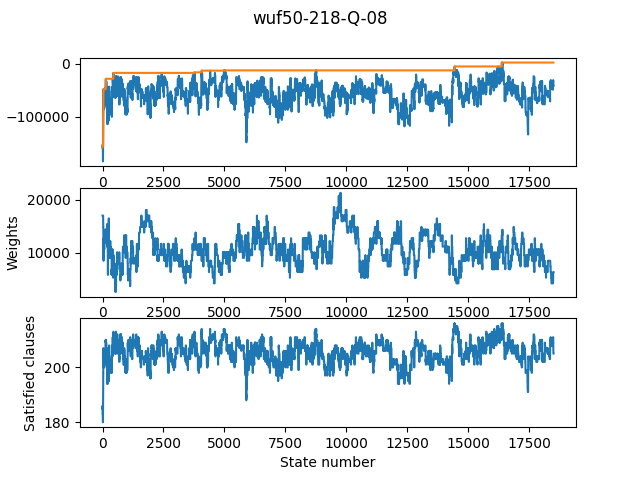 wuf50-218-Q-08
0
−100000
0 2500 5000 7500 10000 12500 15000 17500
Weights
20000
10000
0 2500 5000 7500 10000 12500 15000 17500
Satisfied clauses
200
180
0 2500 5000 7500 10000 12500 15000 17500
State number